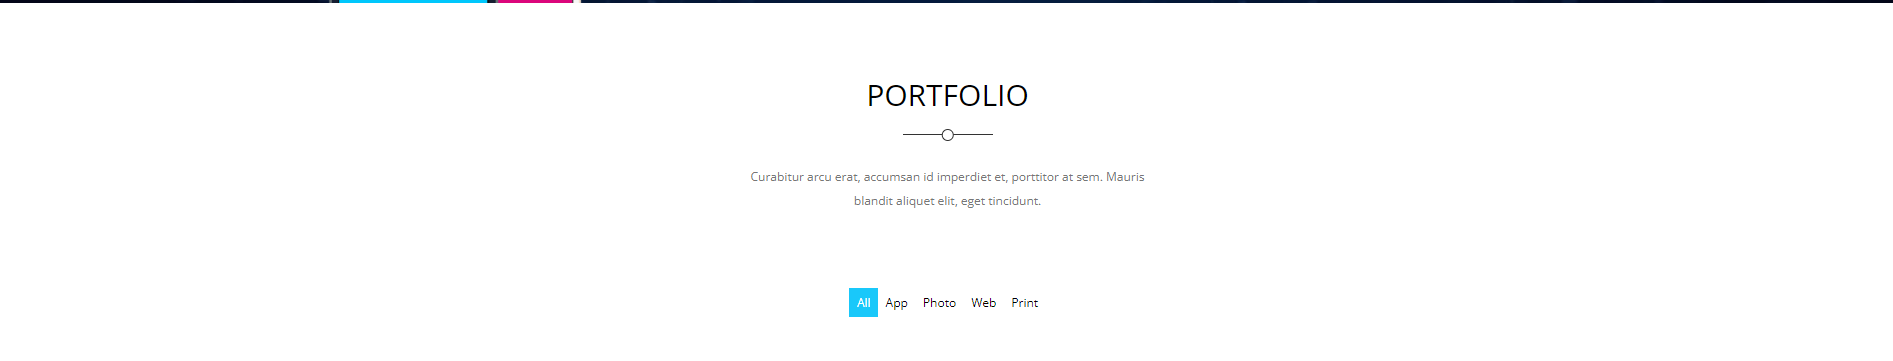 PORTFOLIO
Curabitur arcu erat, accumsan id imperdiet et, porttitor at sem. Mauris
blandit aliquet elit, eget tincidunt.
All App Photo Web Print